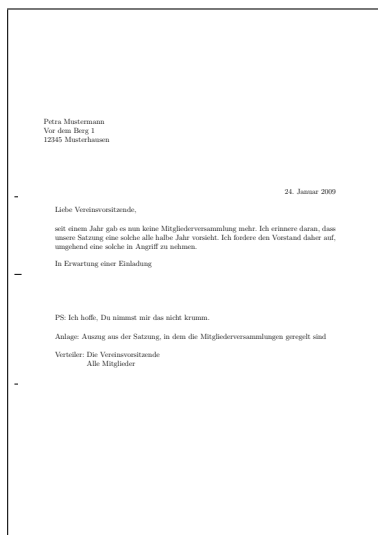 Petra Mustermann
Vor dem Berg 1
12345 Musterhausen
24. Januar 2009
Liebe Vereinsvorsitzende,
seit einem Jahr gab es nun keine Mitgliederversammlung mehr. Ich erinnere daran, dass
unsere Satzung eine solche alle halbe Jahr vorsieht. Ich fordere den Vorstand daher auf,
umgehend eine solche in Angriff zu nehmen.
In Erwartung einer Einladung
PS: Ich hoffe, Du nimmst mir das nicht krumm.
Anlage: Auszug aus der Satzung, in dem die Mitgliederversammlungen geregelt sind
Verteiler: Die Vereinsvorsitzende
Alle Mitglieder